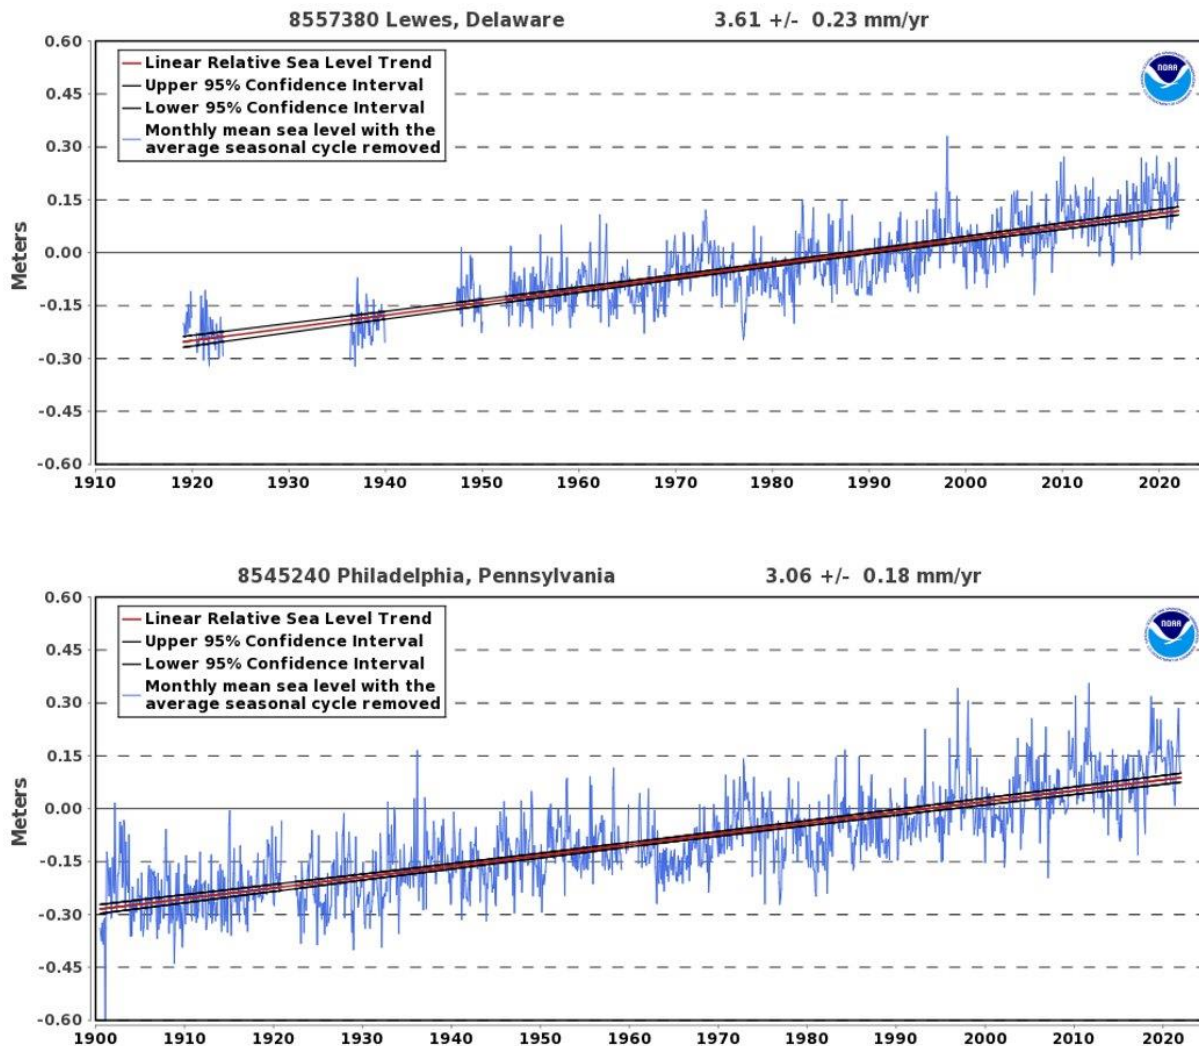 8557380 Lewes, Delaware 3.61 +/- 0.23 mm/yr
0.60
Linear Relative Sea Level Trend
Upper 95% Confidence Interval
Lower 95% Confidence Interval
Monthly mean sea level with the
average seasonal cycle removed
NOAA
0.45
0.30
0.15
0.00
-0.15
-0.30
-0.45
-0.60
Meters
1910 1920 1930 1940 1950 1960 1970 1980 1990 2000 2010 2020
8545240 Philadelphia, Pennsylvania 3.06 +/- 0.18 mm/yr
0.60
Linear Relative Sea Level Trend
Upper 95% Confidence Interval
Lower 95% Confidence Interval
Monthly mean sea level with the
average seasonal cycle removed
NOAA
0.45
0.30
0.15
0.00
-0.15
-0.30
-0.45
-0.60
Meters
1900 1910 1920 1930 1940 1950 1960 1970 1980 1990 2000 2010 2020